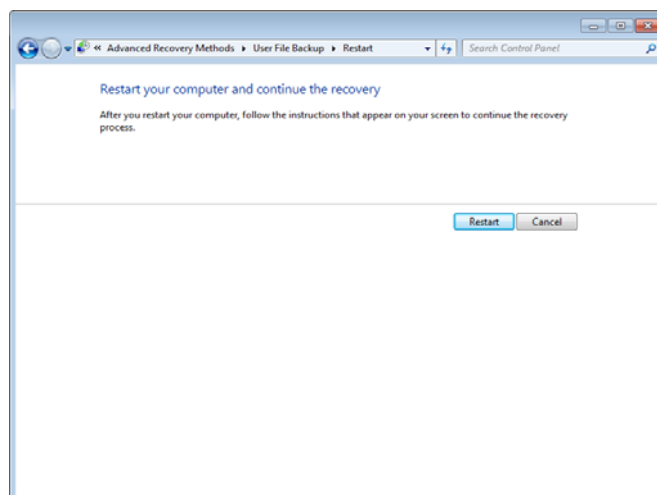 « Advanced Recovery Methods ▸ User File Backup ▸ Restart
Search Control Panel
Restart your computer and continue the recovery
After you restart your computer, follow the instructions that appear on your screen to continue the recovery
process.
Restart Cancel